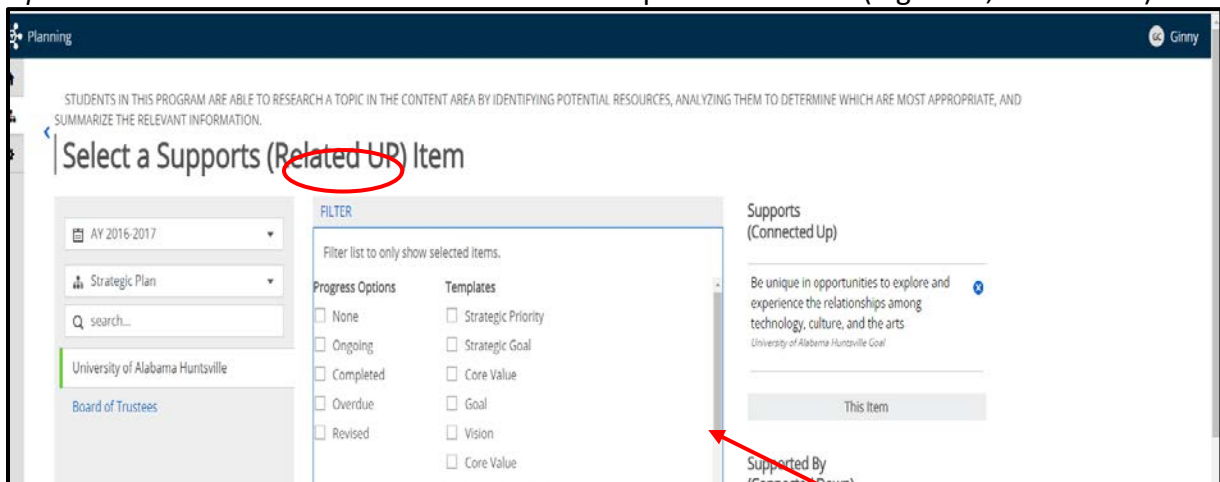 Planning
Ginny
STUDENTS IN THIS PROGRAM ARE ABLE TO RESEARCH A TOPIC IN THE CONTENT AREA BY IDENTIFYING POTENTIAL RESOURCES, ANALYZING THEM TO DETERMINE WHICH ARE MOST APPROPRIATE, AND
SUMMARIZE THE RELEVANT INFORMATION.
Select a Supports (Related UP) Item
AY 2016-2017
Strategic Plan
search...
University of Alabama Huntsville
Board of Trustees
FILTER
Filter list to only show selected items.
Progress Options
None
Ongoing
Completed
Overdue
Revised
Templates
Strategic Priority
Strategic Goal
Core Value
Goal
Vision
Core Value
Supports
(Connected Up)
Be unique in opportunities to explore and
experience the relationships among
technology, culture, and the arts
University of Alabama Huntsville Goal
This Item
Supported By